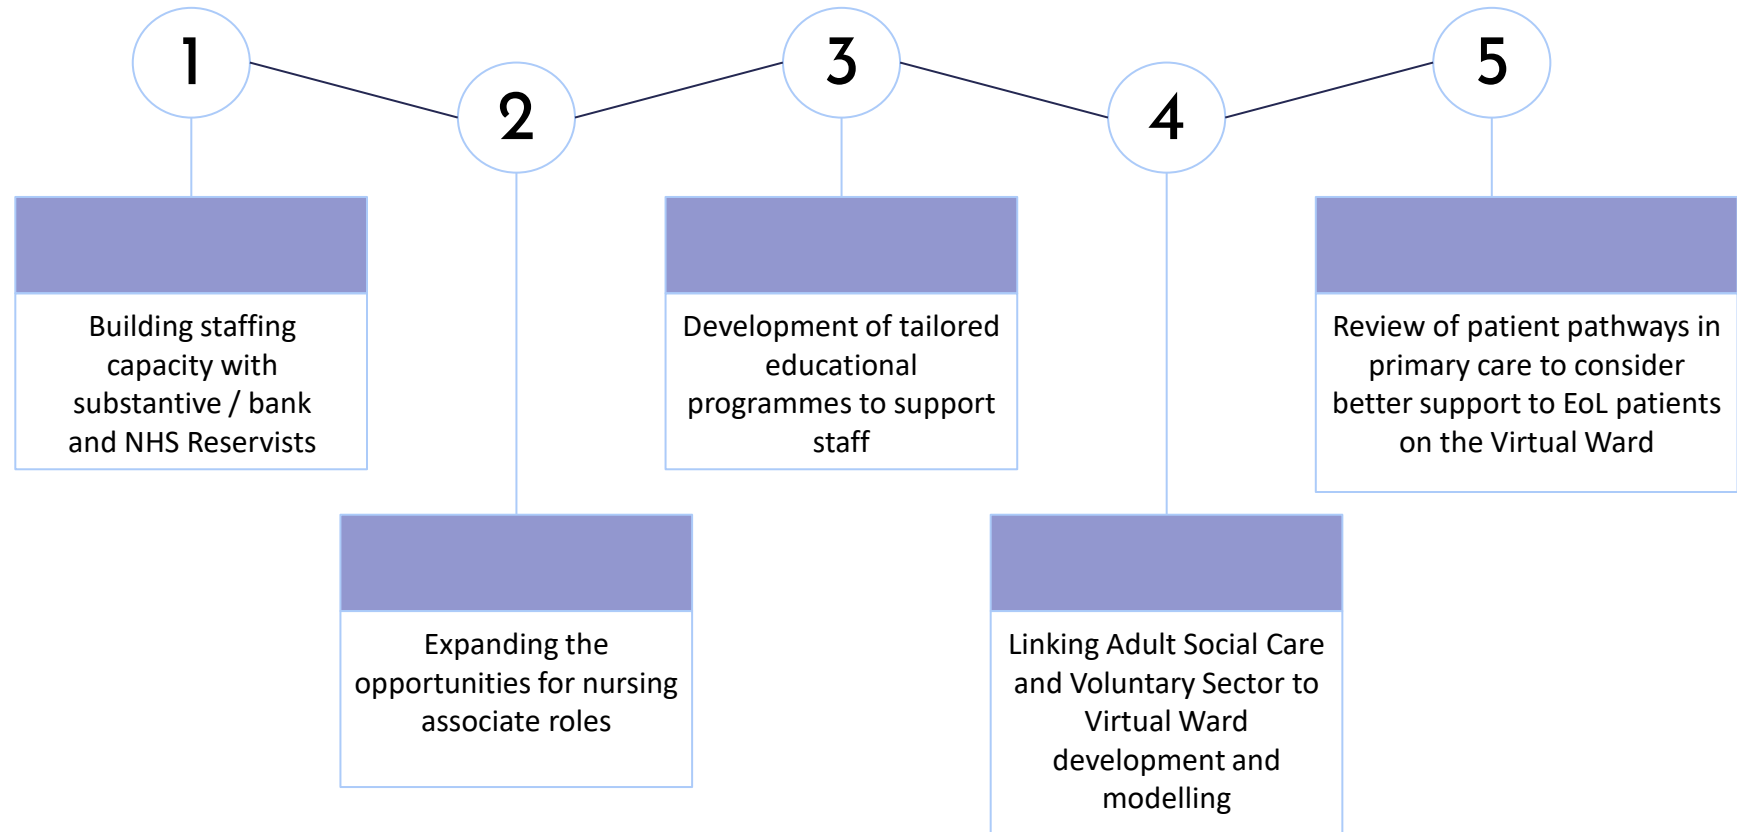 1
2
3
4
5
Building staffing
capacity with
substantive / bank
and NHS Reservists
Expanding the
opportunities for nursing
associate roles
Development of tailored
educational
programmes to support
staff
Linking Adult Social Care
and Voluntary Sector to
Virtual Ward
development and
modelling
Review of patient pathways in
primary care to consider
better support to EoL patients
on the Virtual Ward